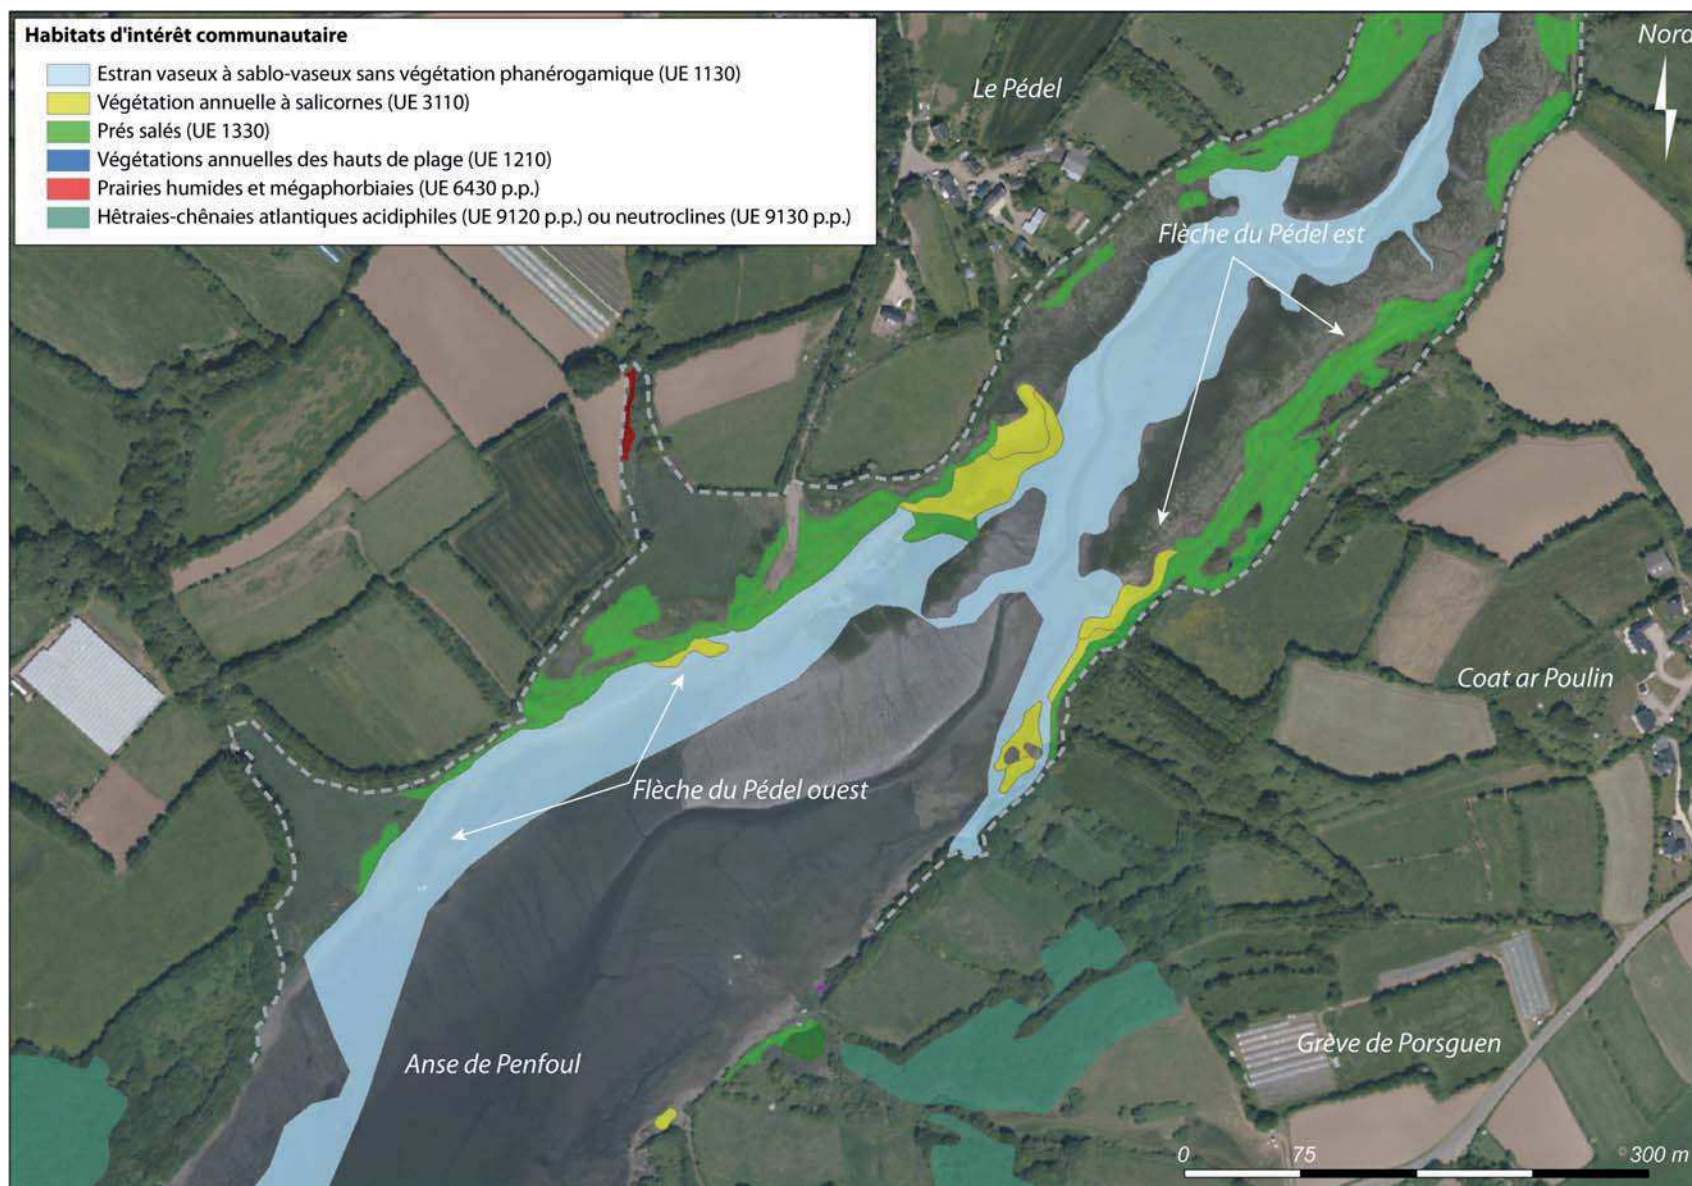 Habitats d'intérêt communautaire
Estran vaseux à sablo-vaseux sans végétation phanérogamique (UE 1130)
Végétation annuelle à salicornes (UE 3110)
Prés salés (UE 1330)
Végétations annuelles des hauts de plage (UE 1210)
Prairies humides et mégaphorbiaies (UE 6430 p.p.)
Hêtraies-chênaies atlantiques acidiphiles (UE 9120 p.p.) ou neutroclines (UE 9130 p.p.)
Nord
Le Pédel
Flèche du Pédel est
Coat ar Poulin
Flèche du Pédel ouest
Grève de Porsguen
Anse de Penfoul
0 75 300 m